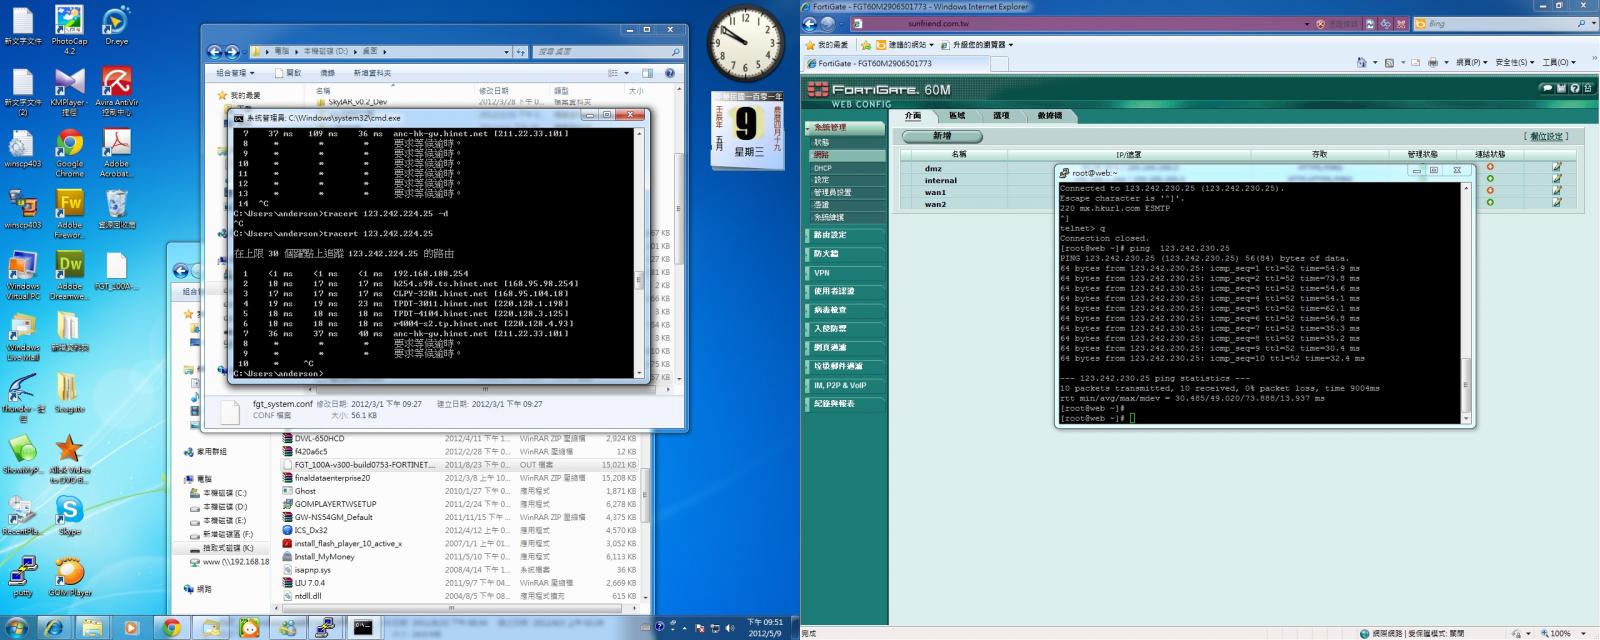 新文字文件
PhotoCap 4.2
Dr.eye
新文字文件 (2)
KMPlayer - 捷徑
Avira AntiVir 控制中心
winscp403
Google Chrome
Adobe Acrobat...
winscp403
Adobe Firewor...
資源回收筒
Windows Virtual PC
Adobe Dreamwe...
FGT_100A-...
Windows Live Mail
新增資料夾
Thunder - 捷徑
Seagate
ShowMyP...
Allok Video to DVD B...
RecentPla...
Skype
putty
GOM Player
電腦 ▸ 本機磁碟 (D:) ▸ 桌面 ▸
搜尋 桌面
組合管理 ▾
開啟
燒錄
新增資料夾
我的最愛
名稱
修改日期
類型
大小
SkyIAR_v0.2_Dev
2012/3/28 下午 0...
檔案資料夾
系統管理員: C:\Windows\system32\cmd.exe
7 37 ms 109 ms 36 ms anc-hk-gu.hinet.net [211.22.33.101]
8 * * * 要求等候逾時。
9 * * * 要求等候逾時。
10 * * * 要求等候逾時。
11 * * * 要求等候逾時。
12 * * * 要求等候逾時。
13 * * * 要求等候逾時。
14 ^C
C:\Users\anderson>tracert 123.242.224.25 -d
^C
C:\Users\anderson>tracert 123.242.224.25
在上限 30 個躍點上追蹤 123.242.224.25 的路由
1 <1 ms <1 ms <1 ms 192.168.188.254
2 18 ms 17 ms 17 ms h254.s98.ts.hinet.net [168.95.98.254]
3 17 ms 17 ms 17 ms CLPY-3201.hinet.net [168.95.104.18]
4 17 ms 19 ms 23 ms TPDT-3011.hinet.net [220.128.1.198]
5 18 ms 18 ms 18 ms TPDT-4104.hinet.net [220.128.3.125]
6 18 ms 18 ms 18 ms r4004-s2.tp.hinet.net [220.128.4.93]
7 36 ms 37 ms 40 ms anc-hk-gu.hinet.net [211.22.33.101]
8 * * * 要求等候逾時。
9 * * * 要求等候逾時。
10 * ^C
C:\Users\anderson>
fgt_system.conf 修改日期: 2012/3/1 下午 09:27 建立日期: 2012/3/1 下午 09:27
CONF 檔案 大小: 56.1 KB
DWL-650HCD 2012/4/11 下午 1... WinRAR ZIP 壓縮檔 2,924 KB
f420a6c5 2012/2/28 下午 0... WinRAR 壓縮檔 12 KB
FGT_100A-v300-build0753-FORTINET... 2011/8/23 下午 0... OUT 檔案 15,021 KB
finaldataenterprise20 2012/3/8 上午 10... WinRAR ZIP 壓縮檔 15,208 KB
Ghost 2010/1/27 下午 0... 應用程式 1,871 KB
GOMPLAYERTWSETUP 2011/2/24 下午 0... 應用程式 6,278 KB
GW-NS54GM_Default 2011/11/15 下午 ... WinRAR ZIP 壓縮檔 4,375 KB
ICS_Dx32 2012/4/12 上午 0... 應用程式 4,570 KB
install_flash_player_10_active_x 2007/1/1 上午 01... 應用程式 3,052 KB
Install_MyMoney 2011/5/10 下午 0... 應用程式 6,113 KB
isapnp.sys 2008/4/14 下午 1... 系統檔案 36 KB
LIU 7.0.4 2011/9/7 下午 04... WinRAR ZIP 壓縮檔 2,669 KB
ntdll.dll 2004/8/5 下午 08... 應用程式擴充 615 KB
家用群組
電腦
本機磁碟 (C:)
本機磁碟 (D:)
本機磁碟 (E:)
新增磁碟區 (F:)
抽取式磁碟 (K:)
www (\\192.168.18
網路
9
星期三
下午 09:51
2012/5/9
FortiGate - FGT60M2906501773 - Windows Internet Explorer
sunfriend.com.tw
Bing
我的最愛
建議的網站 ▾
升級您的瀏覽器 ▾
FortiGate - FGT60M2906501773
網頁(P) ▾ 安全性(S) ▾ 工具(O) ▾
FORTIGATE 60M
WEB CONFIG
介面 區域 選項 數據機
新增
[ 欄位設定 ]
名稱 IP/遮罩 存取 管理狀態 連結狀態
dmz
internal
wan1
wan2
系統管理
狀態
網路
DHCP
設定
管理員設置
憑證
系統維護
路由設定
防火牆
VPN
使用者認證
病毒檢查
入侵防禦
網頁過濾
垃圾郵件過濾
IM, P2P & VoIP
紀錄與報表
root@web:~
Connected to 123.242.230.25 (123.242.230.25).
Escape character is '^]'.
220 mx.hkurl.com ESMTP
^]
telnet> q
Connection closed.
[root@web ~]# ping 123.242.230.25
PING 123.242.230.25 (123.242.230.25) 56(84) bytes of data.
64 bytes from 123.242.230.25: icmp_seq=1 ttl=52 time=54.9 ms
64 bytes from 123.242.230.25: icmp_seq=2 ttl=52 time=73.8 ms
64 bytes from 123.242.230.25: icmp_seq=3 ttl=52 time=54.6 ms
64 bytes from 123.242.230.25: icmp_seq=4 ttl=52 time=54.1 ms
64 bytes from 123.242.230.25: icmp_seq=5 ttl=52 time=62.1 ms
64 bytes from 123.242.230.25: icmp_seq=6 ttl=52 time=56.8 ms
64 bytes from 123.242.230.25: icmp_seq=7 ttl=52 time=35.3 ms
64 bytes from 123.242.230.25: icmp_seq=8 ttl=52 time=35.2 ms
64 bytes from 123.242.230.25: icmp_seq=9 ttl=52 time=30.4 ms
64 bytes from 123.242.230.25: icmp_seq=10 ttl=52 time=32.4 ms
--- 123.242.230.25 ping statistics ---
10 packets transmitted, 10 received, 0% packet loss, time 9004ms
rtt min/avg/max/mdev = 30.485/49.020/73.888/13.937 ms
[root@web ~]#
[root@web ~]#
完成
網際網路 | 受保護模式: 關閉
100%